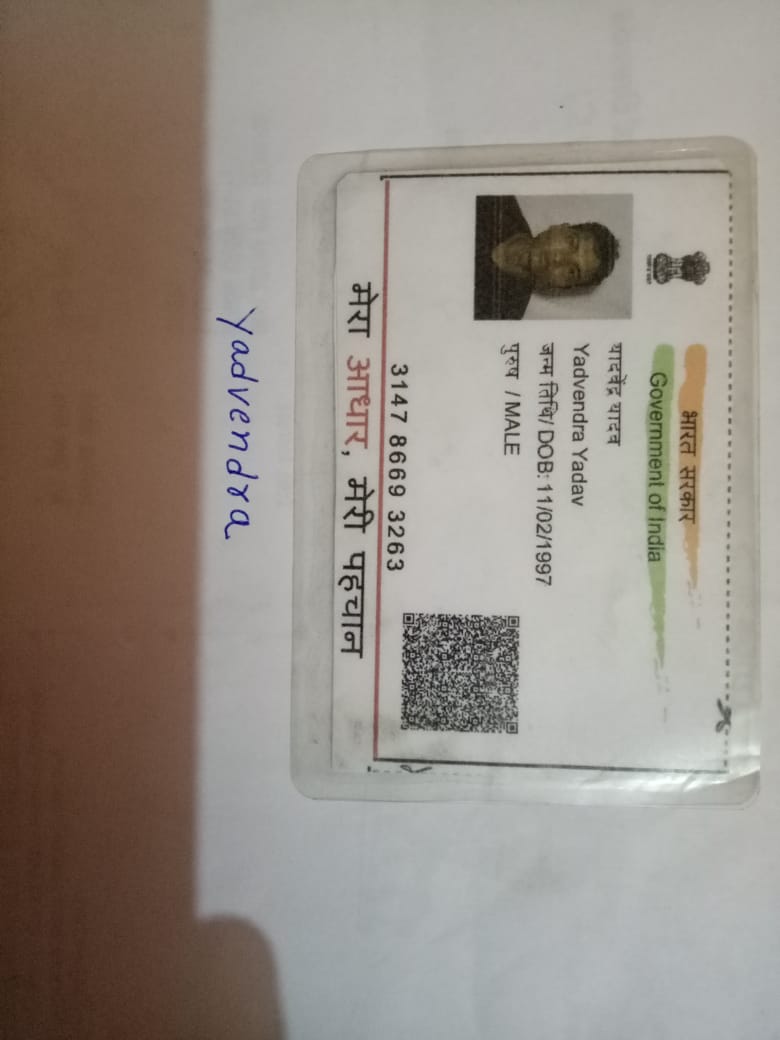 भारत सरकार
Government of India
यादवेंद्र यादव
Yadvendra Yadav
जन्म तिथि/ DOB: 11/02/1997
पुरुष / MALE
3147 8669 3263
मेरा आधार, मेरी पहचान
Yadvendra